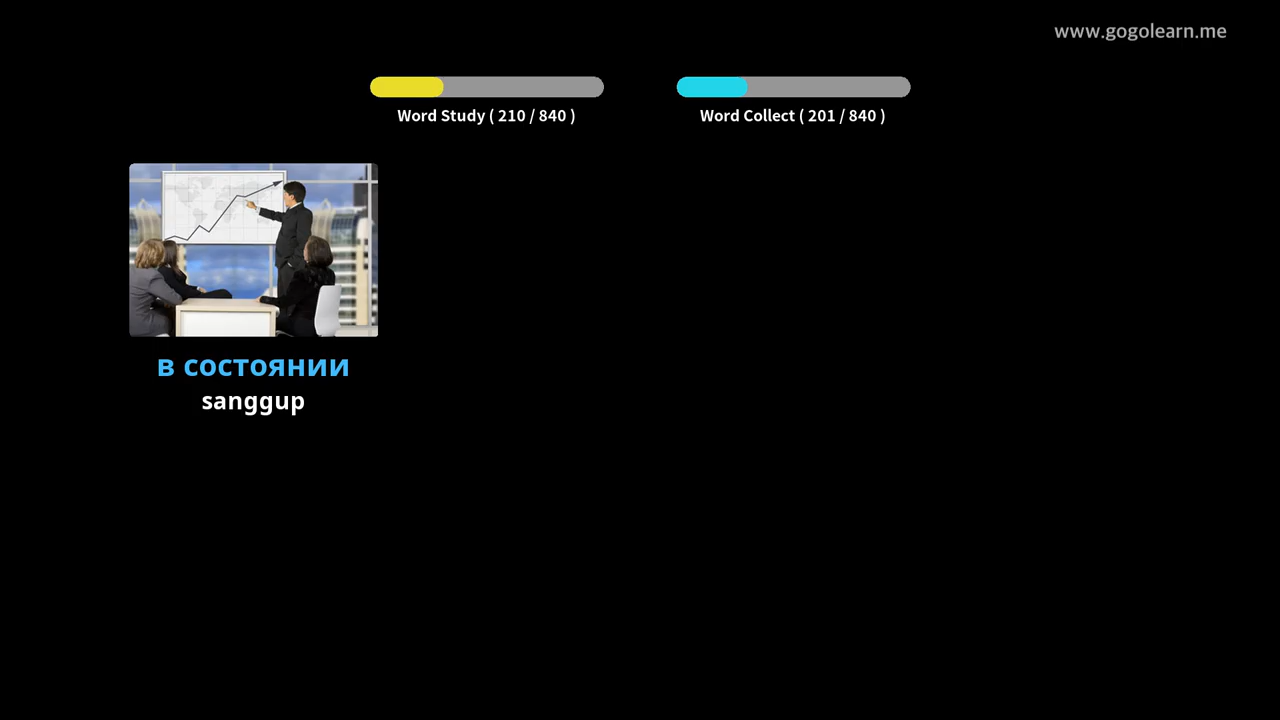 www.gogolearn.me
Word Study ( 210 / 840 )
Word Collect ( 201 / 840 )
в состоянии
sanggup